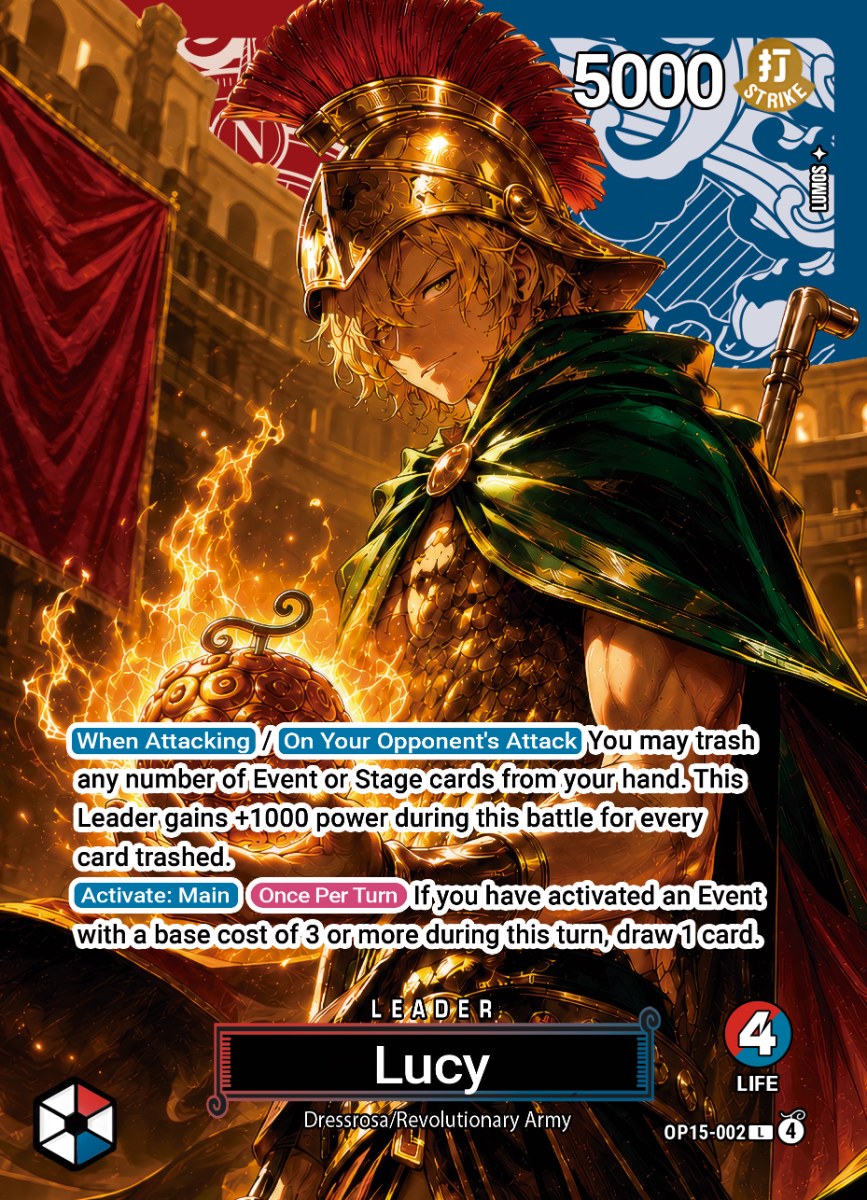 5000
打
STRIKE
LUMOS
N
When Attacking / On Your Opponent's Attack You may trash
any number of Event or Stage cards from your hand. This
Leader gains +1000 power during this battle for every
card trashed.
Activate: Main Once Per Turn If you have activated an Event
with a base cost of 3 or more during this turn, draw 1 card.
LEADER
Lucy
4
LIFE
Dressrosa/Revolutionary Army
OP15-002 L 4